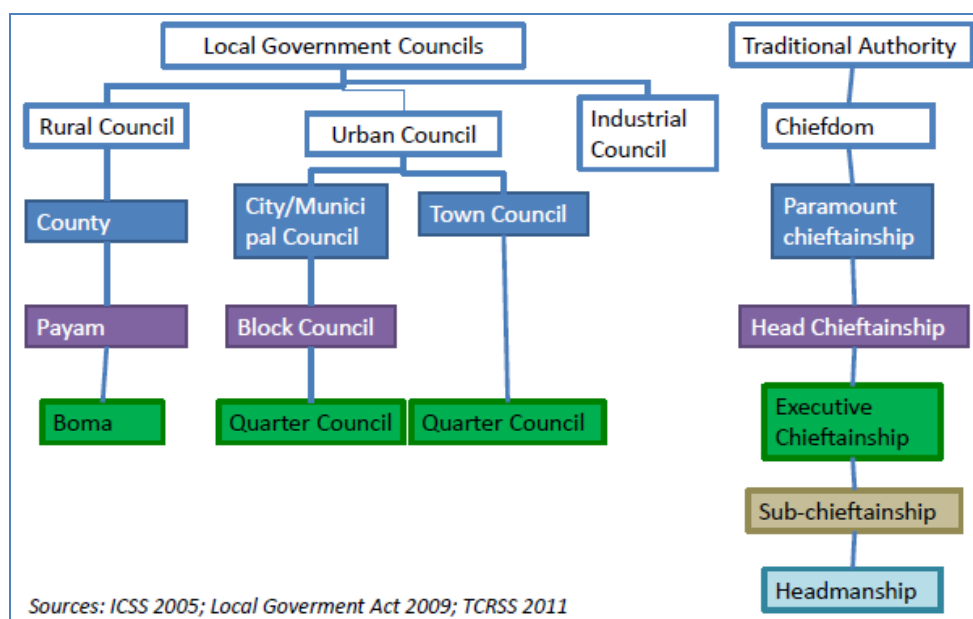 Local Government Councils
Traditional Authority
Rural Council
Urban Council
Industrial
Council
Chiefdom
County
City/Munici
pal Council
Town Council
Paramount
chieftainship
Payam
Block Council
Head Chieftainship
Boma
Quarter Council
Quarter Council
Executive
Chieftainship
Sub-chieftainship
Headmanship
Sources: ICSS 2005; Local Goverment Act 2009; TCRSS 2011